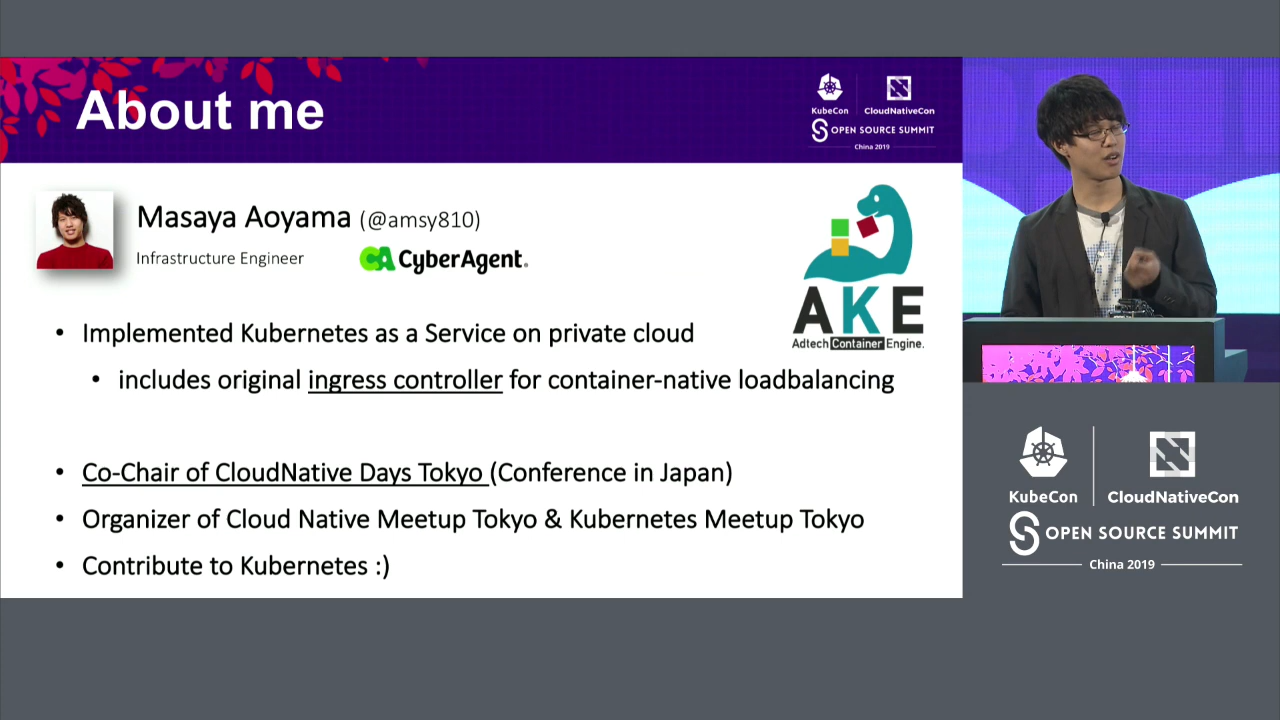 About me
KubeCon
CloudNativeCon
OPEN SOURCE SUMMIT
China 2019
Masaya Aoyama (@amsy810)
Infrastructure Engineer
CA CyberAgent.
AKE
Adtech Container Engine.
• Implemented Kubernetes as a Service on private cloud
• includes original ingress controller for container-native loadbalancing
• Co-Chair of CloudNative Days Tokyo (Conference in Japan)
• Organizer of Cloud Native Meetup Tokyo & Kubernetes Meetup Tokyo
• Contribute to Kubernetes :)
KubeCon
CloudNativeCon
OPEN SOURCE SUMMIT
China 2019